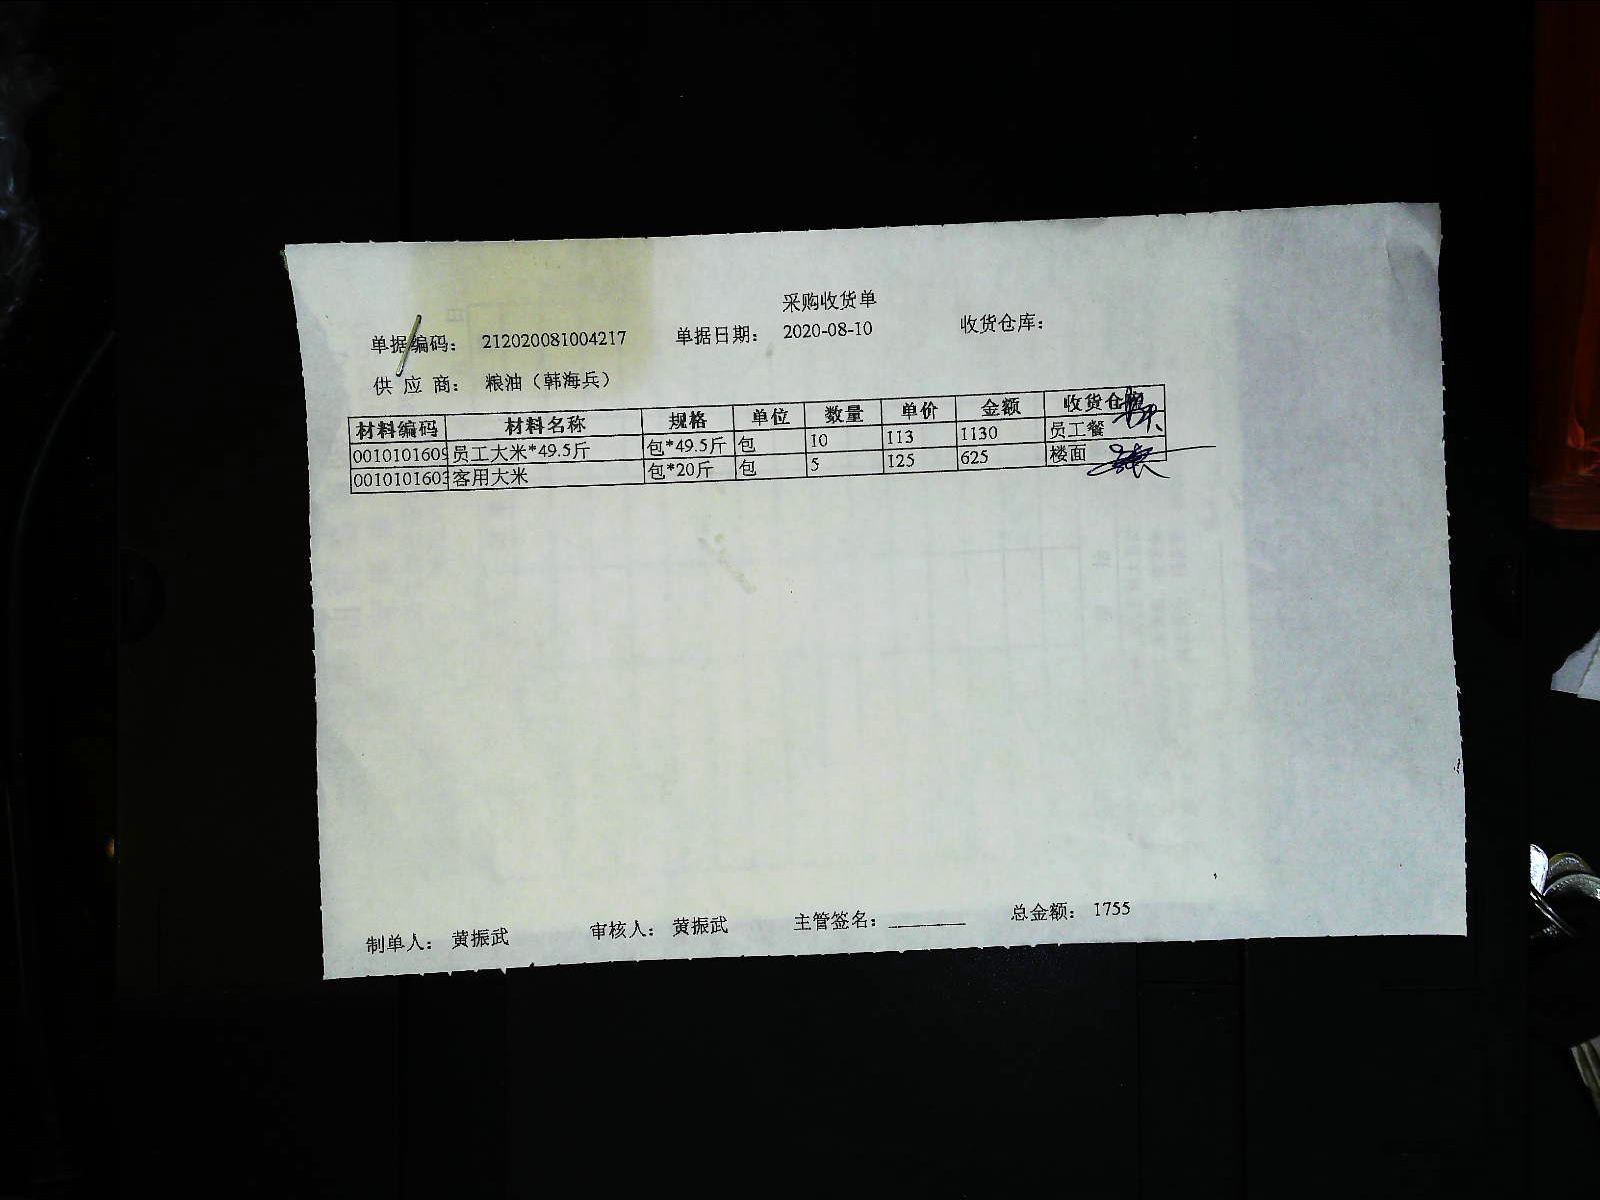 采购收货单
单据编码： 212020081004217 单据日期： 2020-08-10 收货仓库：
供 应 商： 粮油（韩海兵）
材料编码 材料名称 规格 单位 数量 单价 金额 收货仓
0010101609 员工大米*49.5斤 包*49.5斤 包 10 113 1130 员工餐
0010101603 客用大米 包*20斤 包 5 125 625 楼面
制单人： 黄振武 审核人： 黄振武 主管签名： 总金额： 1755